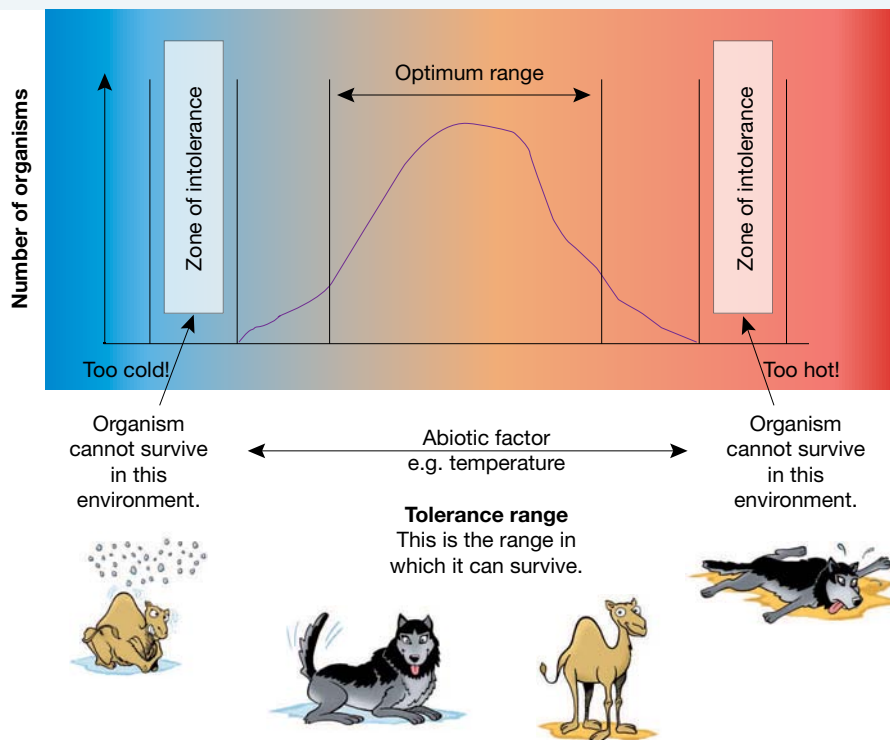 Optimum range
Zone of intolerance
Zone of intolerance
Number of organisms
Too cold!
Too hot!
Organism
cannot survive
in this
environment.
Abiotic factor
e.g. temperature
Organism
cannot survive
in this
environment.
Tolerance range
This is the range in
which it can survive.